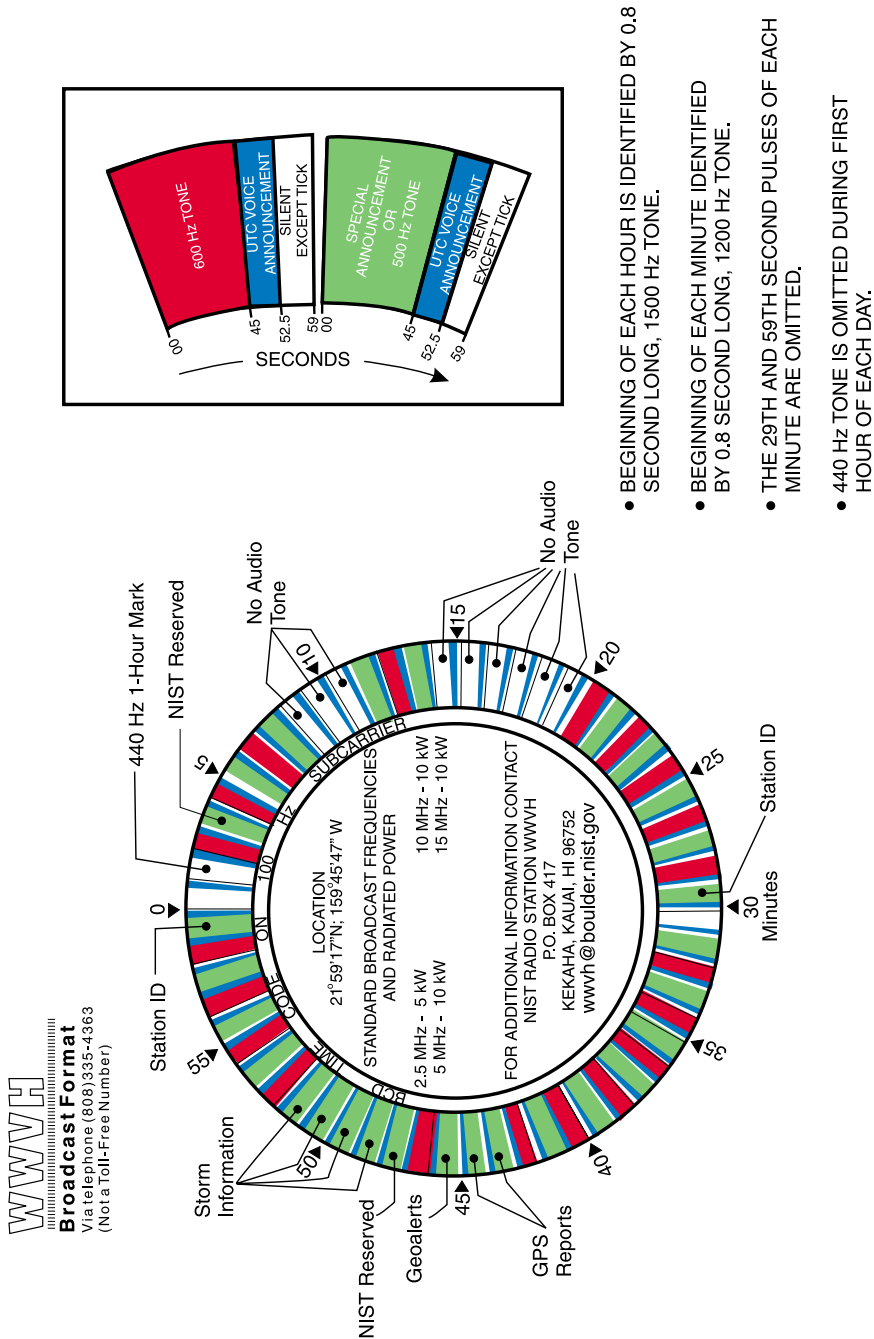 WWVH
Broadcast Format
Via telephone (808)335-4363
(Not a Toll-Free Number)
Station ID
440 Hz 1-Hour Mark
NIST Reserved
No Audio
Tone
No Audio
Tone
Station ID
Minutes
GPS
Reports
Geoalerts
NIST Reserved
Storm
Information
0
5
10
15
20
25
30
35
40
45
50
55
BCD TIME CODE ON 100 Hz SUBCARRIER
LOCATION
21°59'17"N; 159°45'47" W
STANDARD BROADCAST FREQUENCIES
AND RADIATED POWER
2.5 MHz - 5 kW 10 MHz - 10 kW
5 MHz - 10 kW 15 MHz - 10 kW
FOR ADDITIONAL INFORMATION CONTACT
NIST RADIO STATION WWVH
P.O. BOX 417
KEKAHA, KAUAI, HI 96752
wwvh@boulder.nist.gov
600 Hz TONE
UTC VOICE
ANNOUNCEMENT
SILENT
EXCEPT TICK
SPECIAL
ANNOUNCEMENT
OR
500 Hz TONE
UTC VOICE
ANNOUNCEMENT
SILENT
EXCEPT TICK
00
45
52.5
59
00
45
52.5
59
SECONDS
• BEGINNING OF EACH HOUR IS IDENTIFIED BY 0.8
SECOND LONG, 1500 Hz TONE.
• BEGINNING OF EACH MINUTE IDENTIFIED
BY 0.8 SECOND LONG, 1200 Hz TONE.
• THE 29TH AND 59TH SECOND PULSES OF EACH
MINUTE ARE OMITTED.
• 440 Hz TONE IS OMITTED DURING FIRST
HOUR OF EACH DAY.